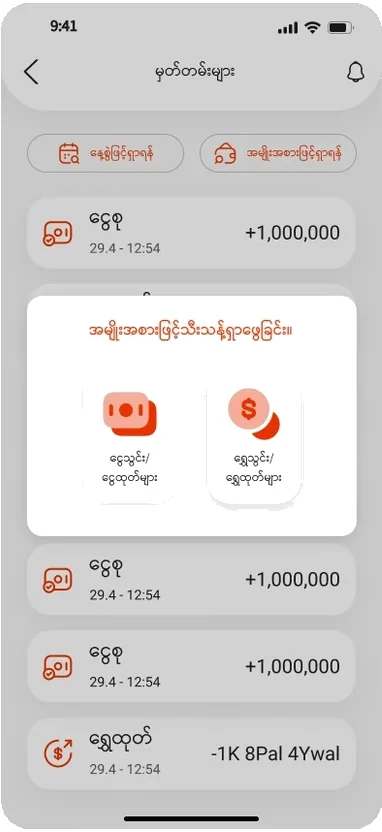 9:41
မှတ်တမ်းများ
နေ့စွဲဖြင့်ရှာရန်
အမျိုးအစားဖြင့်ရှာရန်
ငွေစု
+1,000,000
29.4 - 12:54
အမျိုးအစားဖြင့်သီးသန့်ရှာဖွေခြင်း။
ငွေသွင်း/
ငွေထုတ်များ
ရွှေသွင်း/
ရွှေထုတ်များ
ငွေစု
+1,000,000
29.4 - 12:54
ငွေစု
+1,000,000
29.4 - 12:54
ရွှေထုတ်
-1K 8Pal 4Ywal
29.4 - 12:54